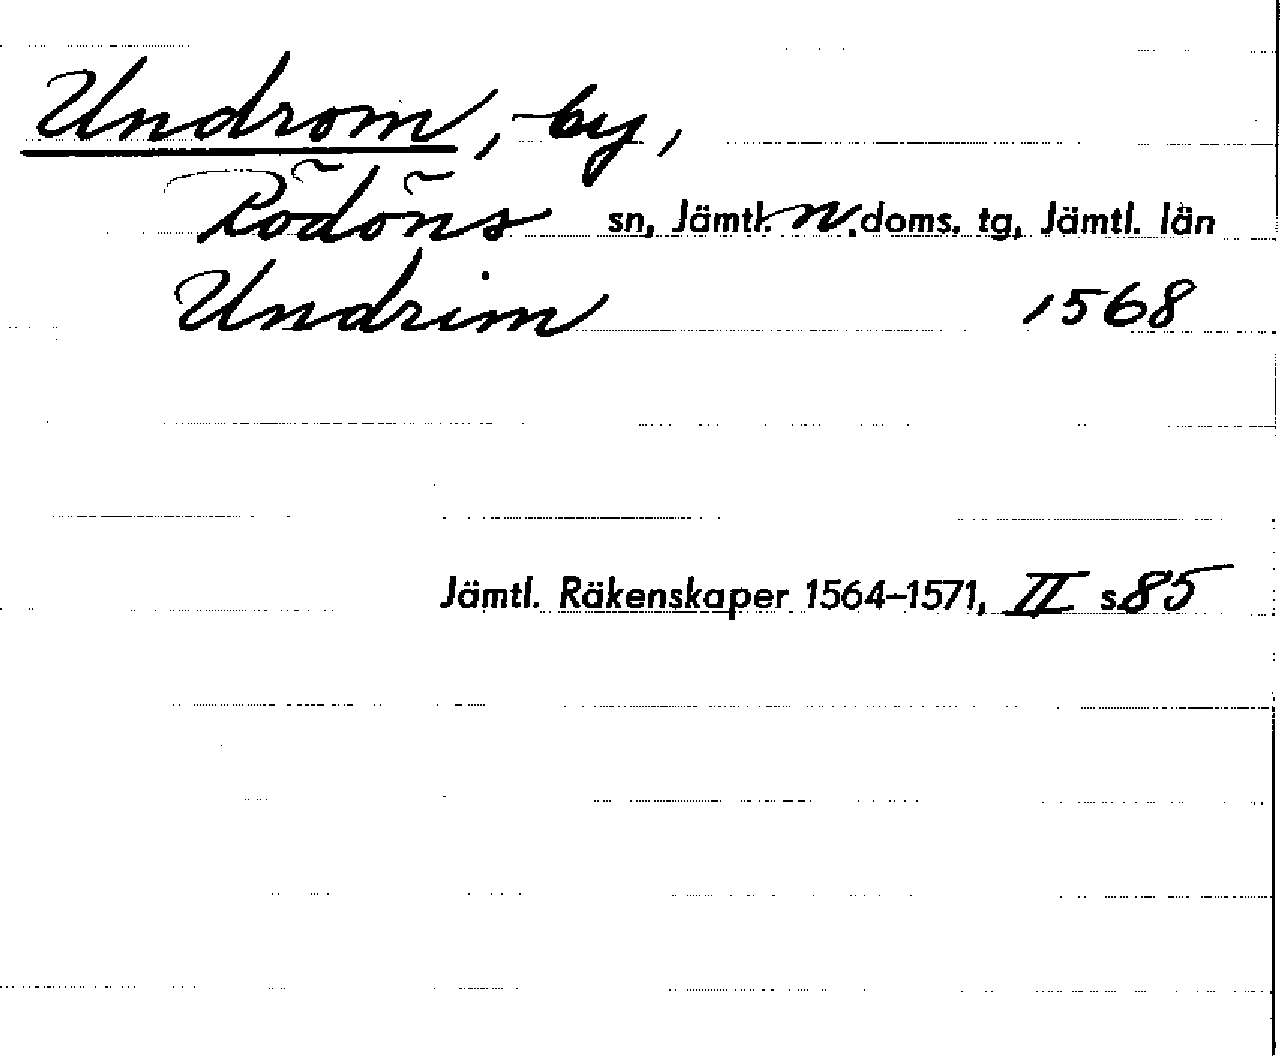 Undrom, by,
Rödöns sn, Jämtl. N. doms. tg, Jämtl. län
Undrim 1568
Jämtl. Räkenskaper 1564–1571, II s. 85